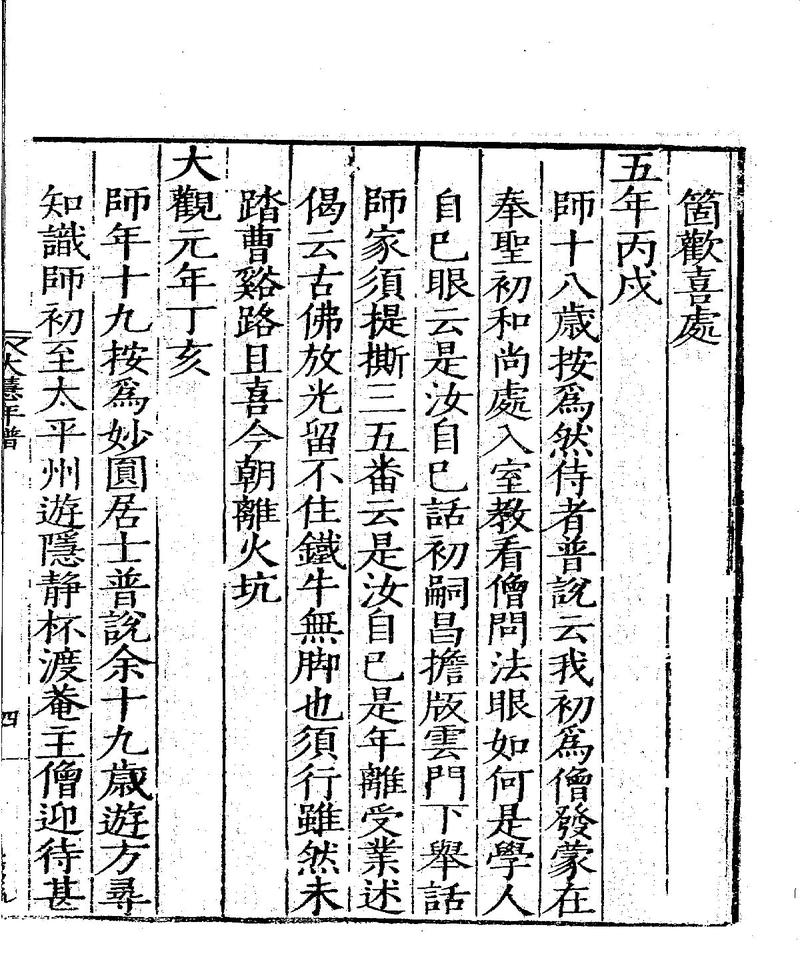 箇歡喜處
五年丙戌
師十八歲按爲然侍者普說云我初爲僧發蒙在
奉聖初和尚處入室教看僧問法眼如何是學人
自巳眼云是汝自巳話初嗣昌擔版雲門下舉話
師家須提撕三五番云是汝自巳是年離受業述
偈云古佛放光留不住鐵牛無脚也須行雖然未
踏曹谿路且喜今朝離火坑
大觀元年丁亥
師年十九按爲妙圓居士普說余十九歲遊方尋
知識師初至太平州遊隱静杯渡菴主僧迎待甚
大慧年譜
四